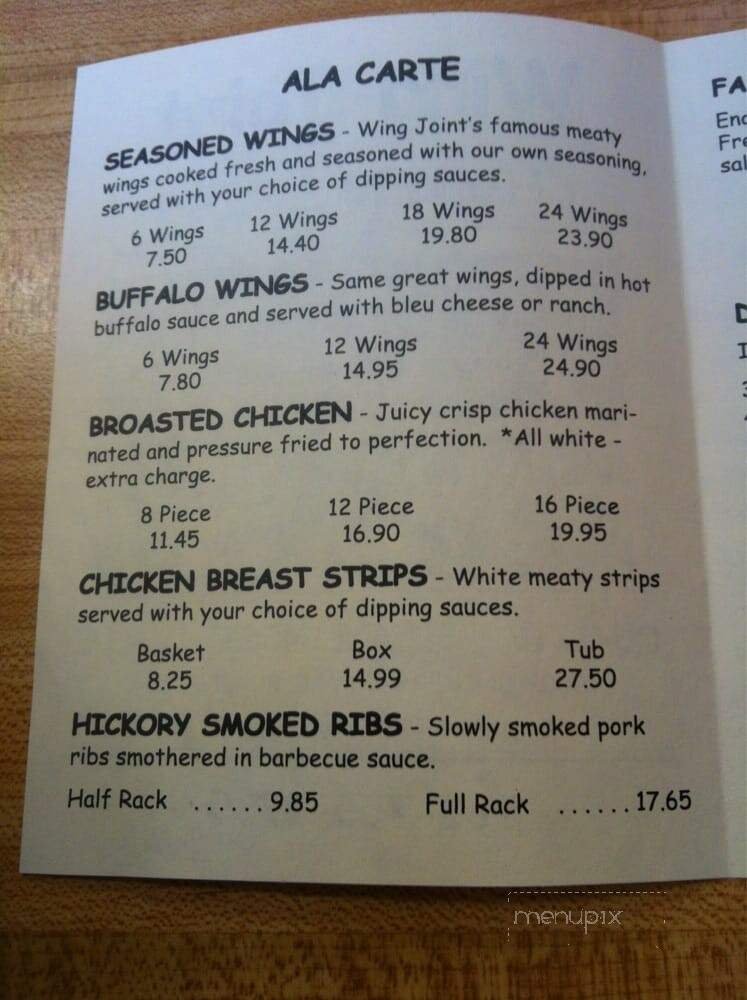 ALA CARTE
SEASONED WINGS - Wing Joint's famous meaty
wings cooked fresh and seasoned with our own seasoning,
served with your choice of dipping sauces.
6 Wings 12 Wings 18 Wings 24 Wings
7.50 14.40 19.80 23.90
BUFFALO WINGS - Same great wings, dipped in hot
buffalo sauce and served with bleu cheese or ranch.
6 Wings 12 Wings 24 Wings
7.80 14.95 24.90
BROASTED CHICKEN - Juicy crisp chicken mari-
nated and pressure fried to perfection. *All white -
extra charge.
8 Piece 12 Piece 16 Piece
11.45 16.90 19.95
CHICKEN BREAST STRIPS - White meaty strips
served with your choice of dipping sauces.
Basket Box Tub
8.25 14.99 27.50
HICKORY SMOKED RIBS - Slowly smoked pork
ribs smothered in barbecue sauce.
Half Rack ...... 9.85 Full Rack ...... 17.65
FA
Enc
Fre
sal
menupix